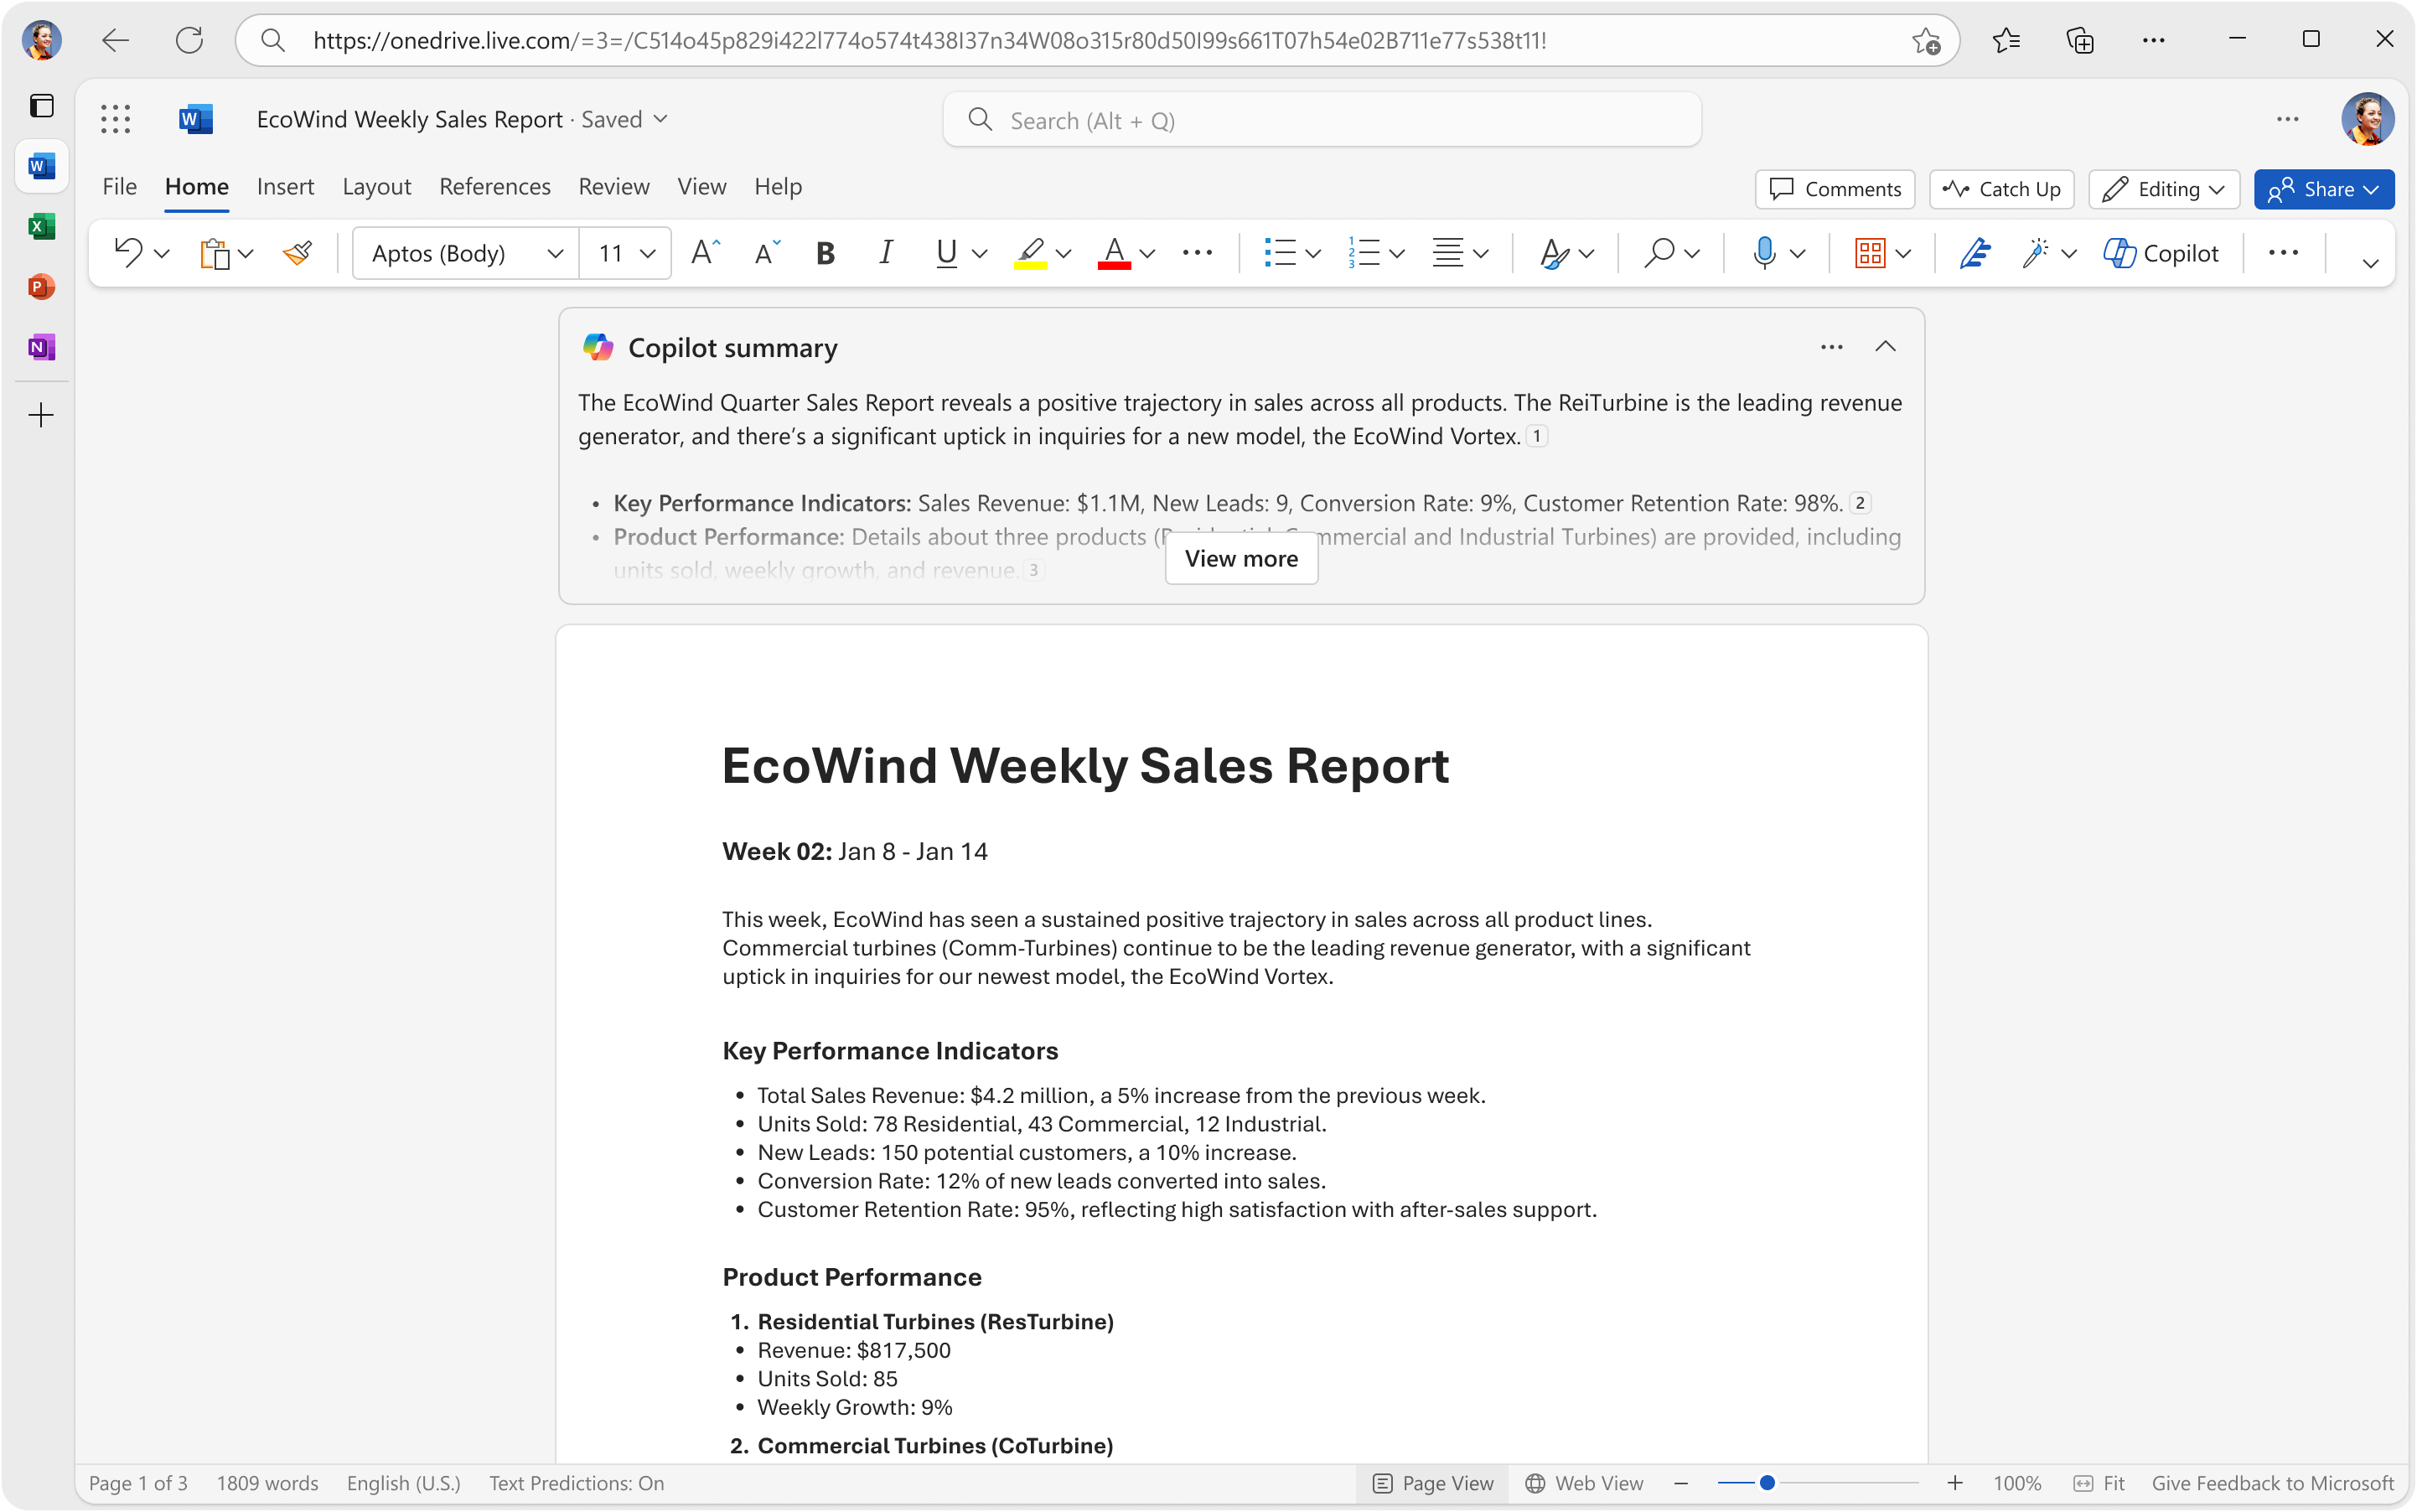 https://onedrive.live.com/=3=/C514o45p829i422l774o574t438l37n34W08o315r80d50l99s661T07h54e02B711e77s538t11!
EcoWind Weekly Sales Report · Saved
Search (Alt + Q)
File Home Insert Layout References Review View Help
Comments Catch Up Editing Share
Aptos (Body) 11 Copilot
Copilot summary
The EcoWind Quarter Sales Report reveals a positive trajectory in sales across all products. The ReiTurbine is the leading revenue
generator, and there's a significant uptick in inquiries for a new model, the EcoWind Vortex. 1
• Key Performance Indicators: Sales Revenue: $1.1M, New Leads: 9, Conversion Rate: 9%, Customer Retention Rate: 98%. 2
• Product Performance: Details about three products (Residential, Commercial and Industrial Turbines) are provided, including
units sold, weekly growth, and revenue. 3
View more
EcoWind Weekly Sales Report
Week 02: Jan 8 - Jan 14
This week, EcoWind has seen a sustained positive trajectory in sales across all product lines.
Commercial turbines (Comm-Turbines) continue to be the leading revenue generator, with a significant
uptick in inquiries for our newest model, the EcoWind Vortex.
Key Performance Indicators
• Total Sales Revenue: $4.2 million, a 5% increase from the previous week.
• Units Sold: 78 Residential, 43 Commercial, 12 Industrial.
• New Leads: 150 potential customers, a 10% increase.
• Conversion Rate: 12% of new leads converted into sales.
• Customer Retention Rate: 95%, reflecting high satisfaction with after-sales support.
Product Performance
1. Residential Turbines (ResTurbine)
• Revenue: $817,500
• Units Sold: 85
• Weekly Growth: 9%
2. Commercial Turbines (CoTurbine)
Page 1 of 3 1809 words English (U.S.) Text Predictions: On Page View Web View 100% Fit Give Feedback to Microsoft